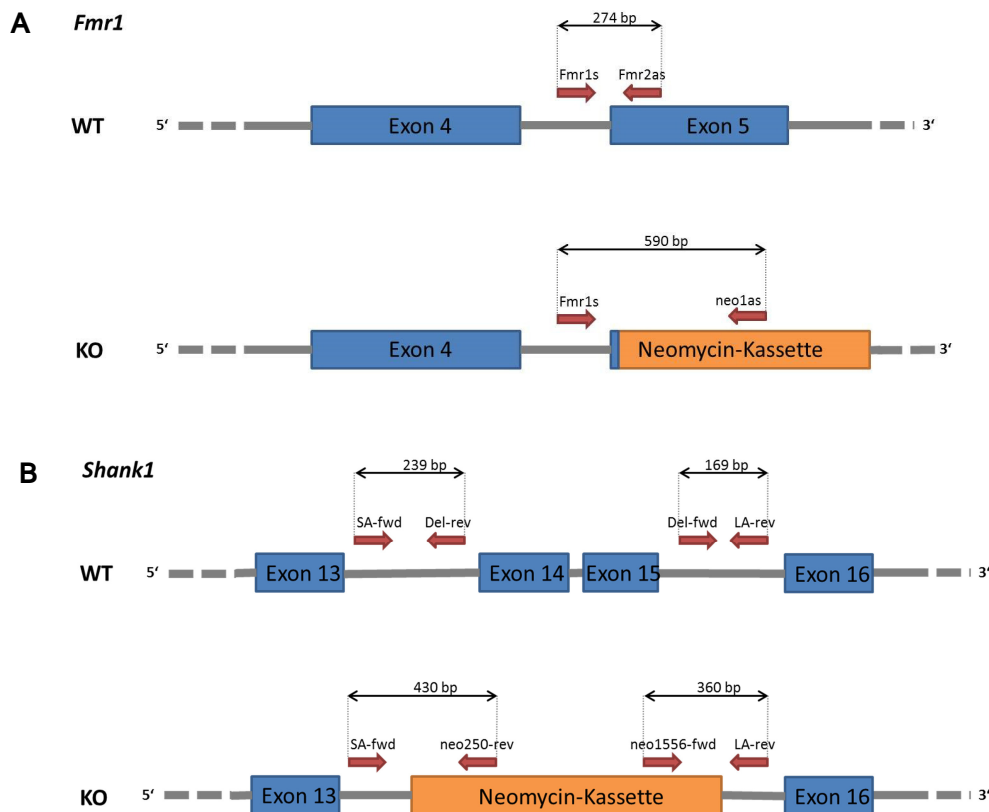 A Fmr1
274 bp
Fmr1s Fmr2as
WT 5‘ Exon 4 Exon 5 3‘
590 bp
Fmr1s neo1as
KO 5‘ Exon 4 Neomycin-Kassette 3‘
B Shank1
239 bp 169 bp
SA-fwd Del-rev Del-fwd LA-rev
WT 5‘ Exon 13 Exon 14 Exon 15 Exon 16 3‘
430 bp 360 bp
SA-fwd neo250-rev neo1556-fwd LA-rev
KO 5‘ Exon 13 Neomycin-Kassette Exon 16 3‘